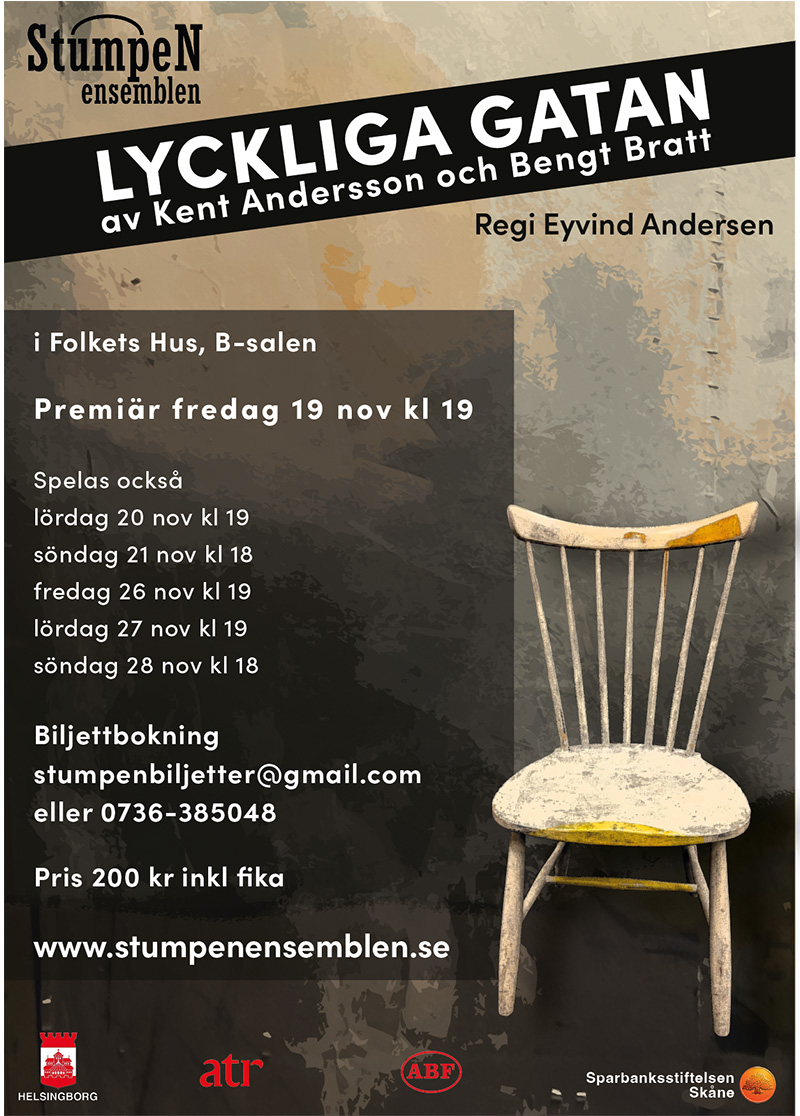 StumpeN
ensemblen
LYCKLIGA GATAN
av Kent Andersson och Bengt Bratt
Regi Eyvind Andersen
i Folkets Hus, B-salen
Premiär fredag 19 nov kl 19
Spelas också
lördag 20 nov kl 19
söndag 21 nov kl 18
fredag 26 nov kl 19
lördag 27 nov kl 19
söndag 28 nov kl 18
Biljettbokning
stumpenbiljetter@gmail.com
eller 0736-385048
Pris 200 kr inkl fika
www.stumpenensemblen.se
HELSINGBORG
atr
ABF
Sparbanksstiftelsen
Skåne